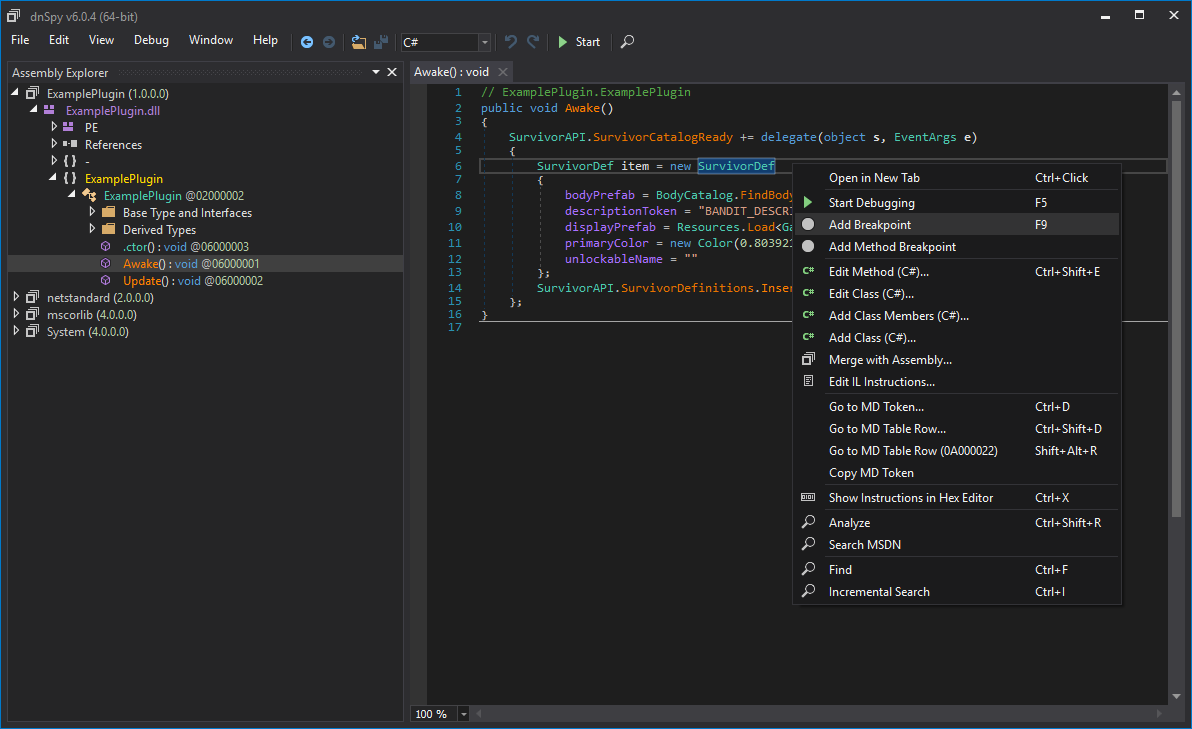 dnSpy v6.0.4 (64-bit)
File Edit View Debug Window Help C# Start
Assembly Explorer
ExamplePlugin (1.0.0.0)
ExamplePlugin.dll
PE
References
{ } -
{ } ExamplePlugin
ExamplePlugin @02000002
Base Type and Interfaces
Derived Types
.ctor() : void @06000003
Awake() : void @06000001
Update() : void @06000002
netstandard (2.0.0.0)
mscorlib (4.0.0.0)
System (4.0.0.0)
Awake() : void
1 // ExamplePlugin.ExamplePlugin
2 public void Awake()
3 {
4 SurvivorAPI.SurvivorCatalogReady += delegate(object s, EventArgs e)
5 {
6 SurvivorDef item = new SurvivorDef
7 {
8 bodyPrefab = BodyCatalog.FindBody
9 descriptionToken = "BANDIT_DESCRI
10 displayPrefab = Resources.Load<Ga
11 primaryColor = new Color(0.803921
12 unlockableName = ""
13 };
14 SurvivorAPI.SurvivorDefinitions.Inser
15 };
16 }
17
100 %
Open in New Tab Ctrl+Click
Start Debugging F5
Add Breakpoint F9
Add Method Breakpoint
C# Edit Method (C#)... Ctrl+Shift+E
C# Edit Class (C#)...
C# Add Class Members (C#)...
C# Add Class (C#)...
Merge with Assembly...
Edit IL Instructions...
Go to MD Token... Ctrl+D
Go to MD Table Row... Ctrl+Shift+D
Go to MD Table Row (0A000022) Shift+Alt+R
Copy MD Token
Show Instructions in Hex Editor Ctrl+X
Analyze Ctrl+Shift+R
Search MSDN
Find Ctrl+F
Incremental Search Ctrl+I